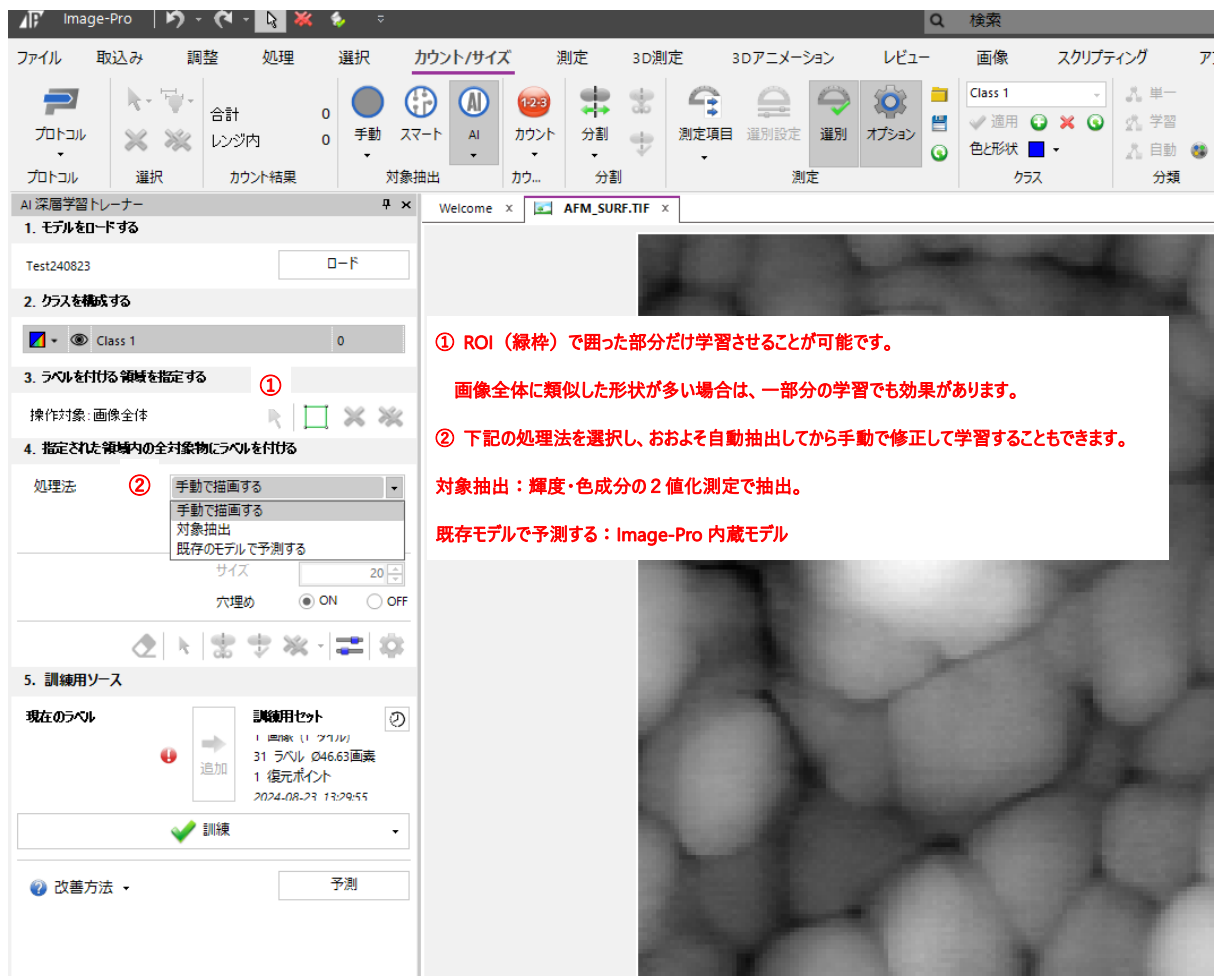 Image-Pro
検索
ファイル 取込み 調整 処理 選択 カウント/サイズ 測定 3D測定 3Dアニメーション レビュー 画像 スクリプティング
プロトコル
合計 0
レンジ内 0
手動 スマート AI
1-2-3
カウント 分割 測定項目 選別設定 選別 オプション
Class 1
適用
色と形状
単一
学習
自動
プロトコル 選択 カウント結果 対象抽出 カウ... 分割 測定 クラス 分類
AI 深層学習トレーナー
Welcome x AFM_SURF.TIF x
1. モデルをロードする
Test240823 ロード
2. クラスを構成する
Class 1 0
3. ラベルを付ける領域を指定する
①
操作対象: 画像全体
4. 指定された領域内の全対象物にラベルを付ける
処理法: ② 手動で描画する
手動で描画する
対象抽出
既存のモデルで予測する
サイズ 20
穴埋め ON OFF
5. 訓練用ソース
現在のラベル 訓練用セット
追加
1 画像 (1 タイル)
31 ラベル Ø46.63画素
1 復元ポイント
2024-08-23 13:29:55
訓練
改善方法 予測
① ROI（緑枠）で囲った部分だけ学習させることが可能です。
画像全体に類似した形状が多い場合は、一部分の学習でも効果があります。
② 下記の処理法を選択し、おおよそ自動抽出してから手動で修正して学習することもできます。
対象抽出：輝度・色成分の２値化測定で抽出。
既存モデルで予測する：Image-Pro 内蔵モデル